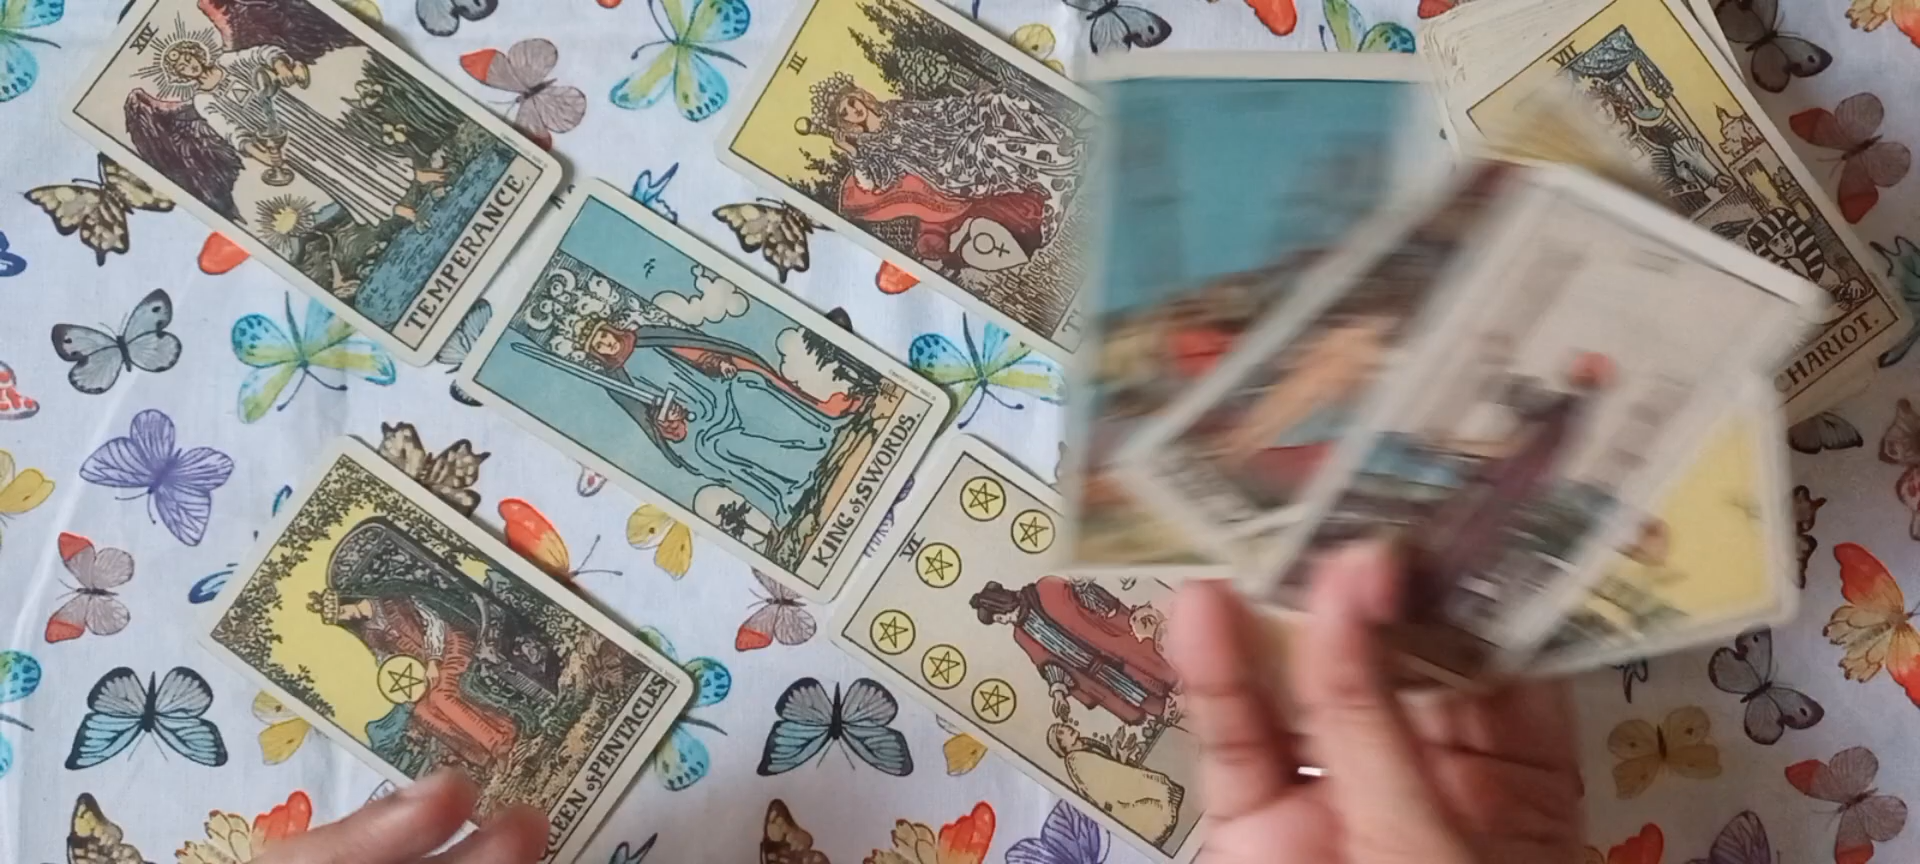 XIV
TEMPERANCE.
III
KING of SWORDS.
VI
QUEEN of PENTACLES
VII
CHARIOT.